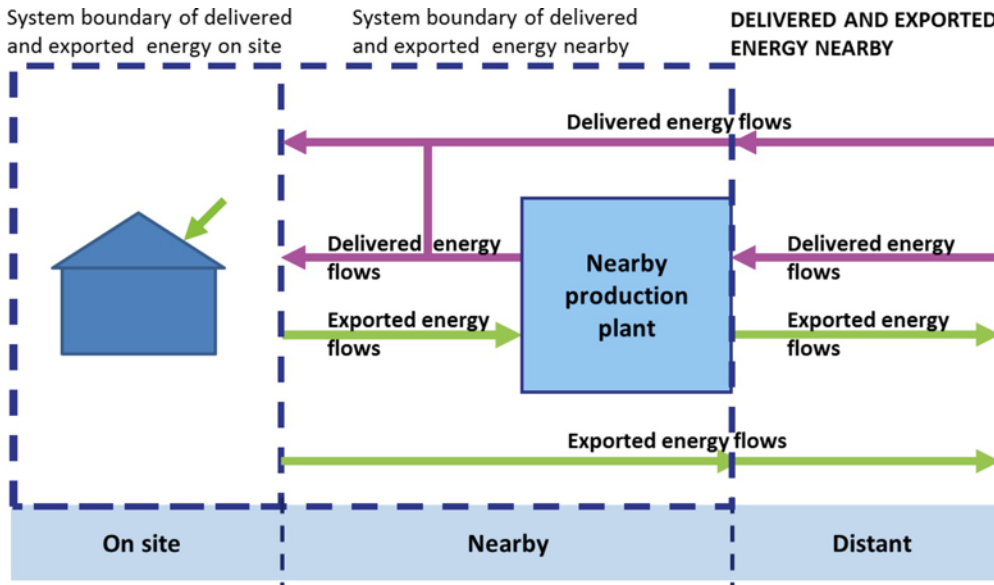 System boundary of delivered
and exported energy on site
System boundary of delivered
and exported energy nearby
DELIVERED AND EXPORTED
ENERGY NEARBY
Delivered energy flows
Delivered energy
flows
Delivered energy
flows
Nearby
production
plant
Exported energy
flows
Exported energy
flows
Exported energy flows
On site
Nearby
Distant